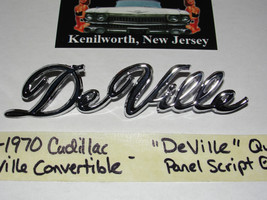 Kenilworth, New Jersey
DeVille
-1970 Cadillac
Ville Convertible -
"DeVille" Qu
Panel Script E